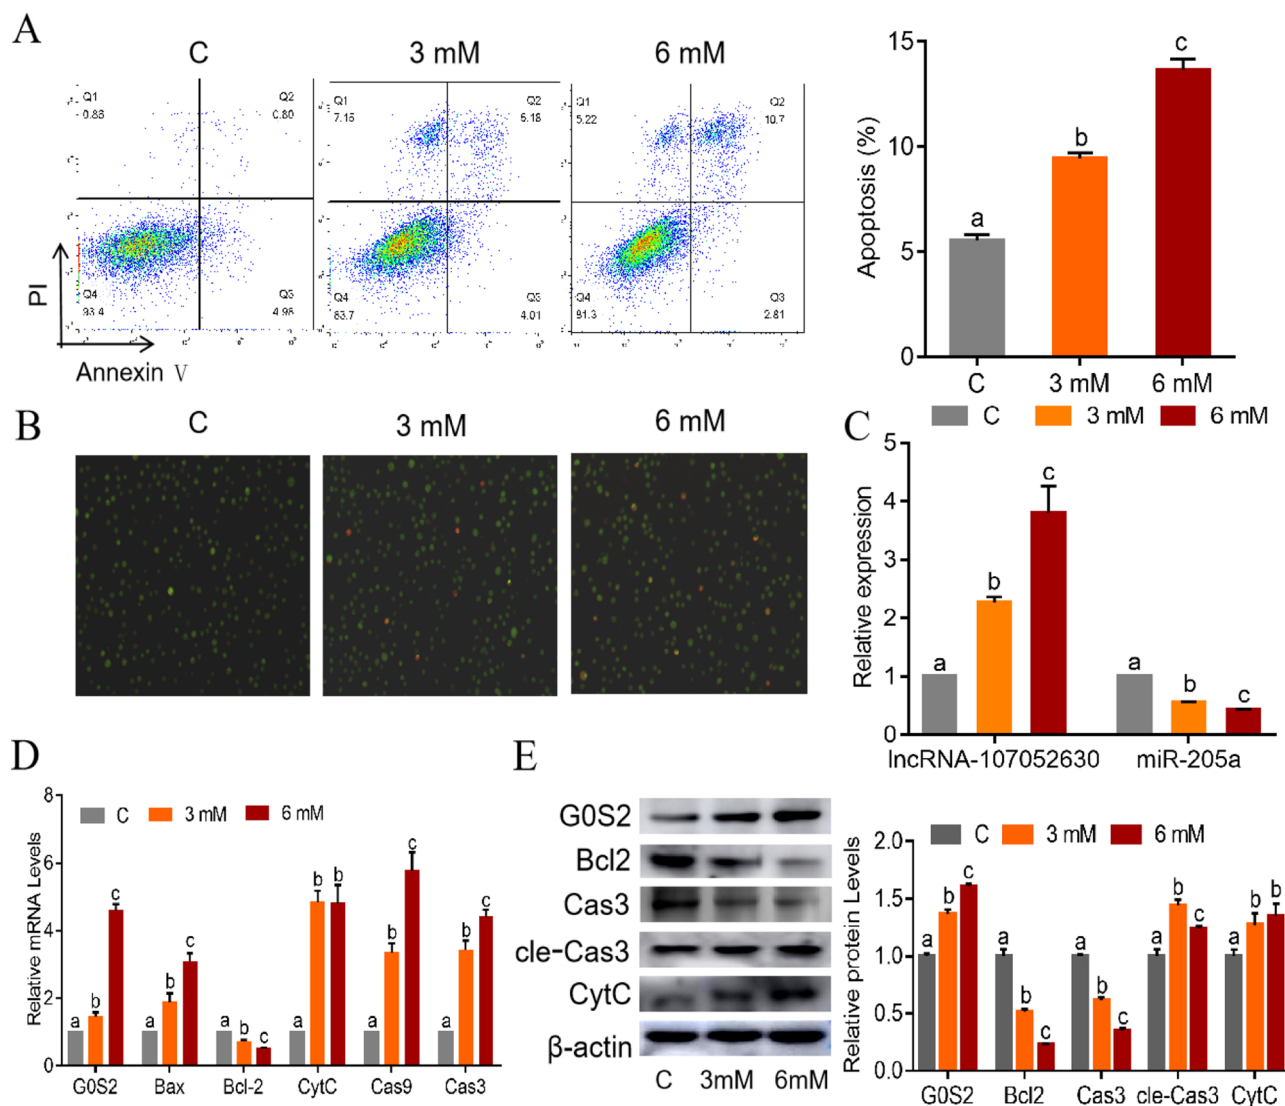 A
C
3 mM
6 mM
Q1
0.88
Q2
0.80
Q4
93.4
Q3
4.96
Q1
7.15
Q2
5.18
Q4
83.7
Q3
4.01
Q1
5.22
Q2
10.7
Q4
81.3
Q3
2.81
PI
Annexin V
Apoptosis (%)
15
10
5
0
a
b
c
C
3 mM
6 mM
B
C
3 mM
6 mM
C
C
3 mM
6 mM
Relative expression
5
4
3
2
1
0
a
b
c
a
b
c
lncRNA-107052630
miR-205a
D
C
3 mM
6 mM
Relative mRNA Levels
8
6
4
2
0
a
b
c
a
b
c
a
b
c
a
b
b
a
b
c
a
b
c
G0S2
Bax
Bcl-2
CytC
Cas9
Cas3
E
G0S2
Bcl2
Cas3
cle-Cas3
CytC
β-actin
C
3mM
6mM
C
3 mM
6 mM
Relative protein Levels
2.0
1.5
1.0
0.5
0.0
a
b
c
a
b
c
a
b
c
a
b
c
a
b
b
G0S2
Bcl2
Cas3
cle-Cas3
CytC